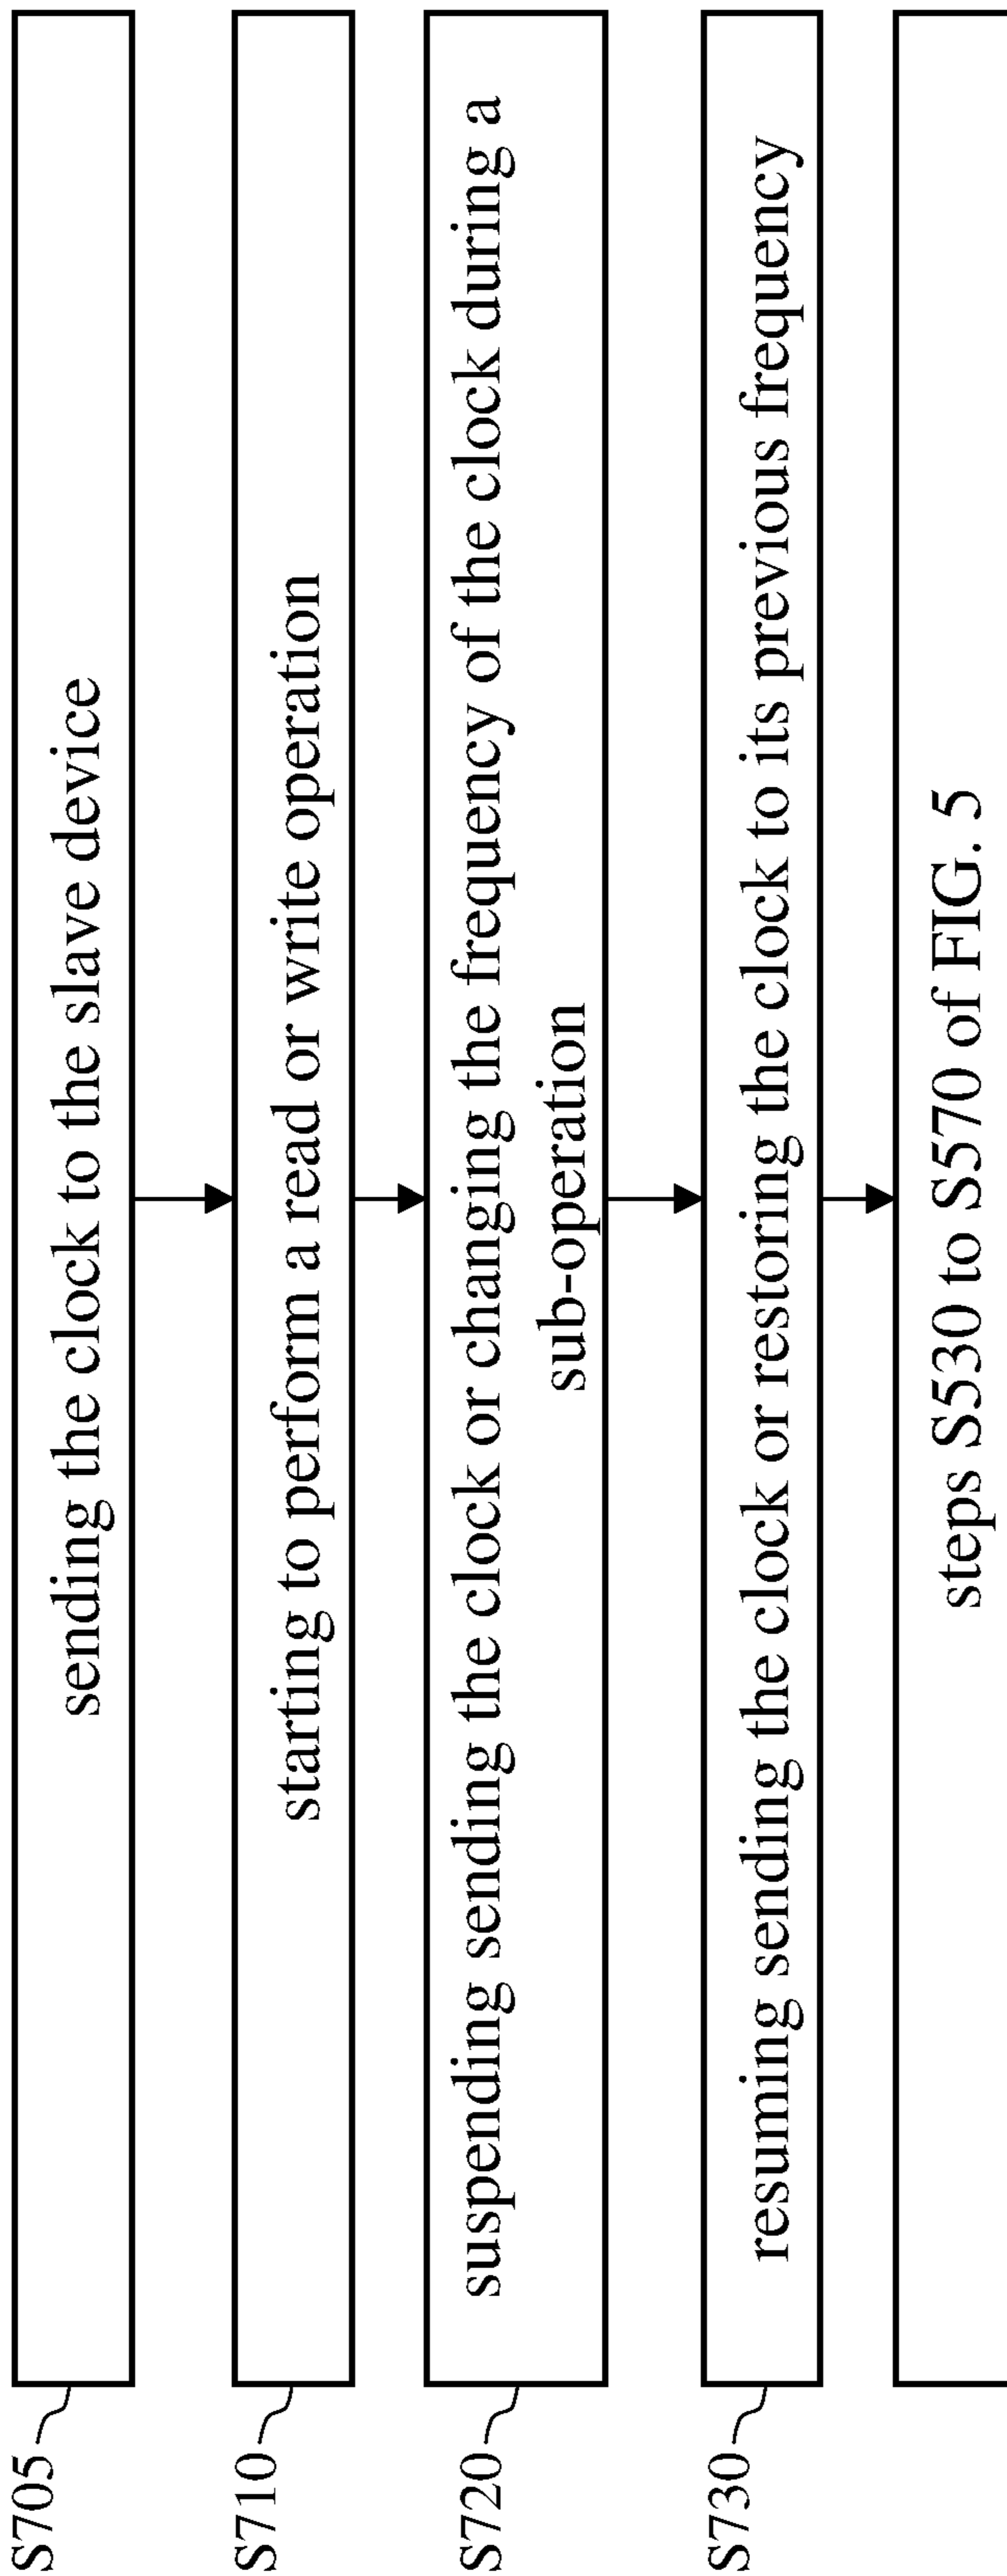 S705
sending the clock to the slave device
S710
starting to perform a read or write operation
S720
suspending sending the clock or changing the frequency of the clock during a
sub-operation
S730
resuming sending the clock or restoring the clock to its previous frequency
steps S530 to S570 of FIG. 5